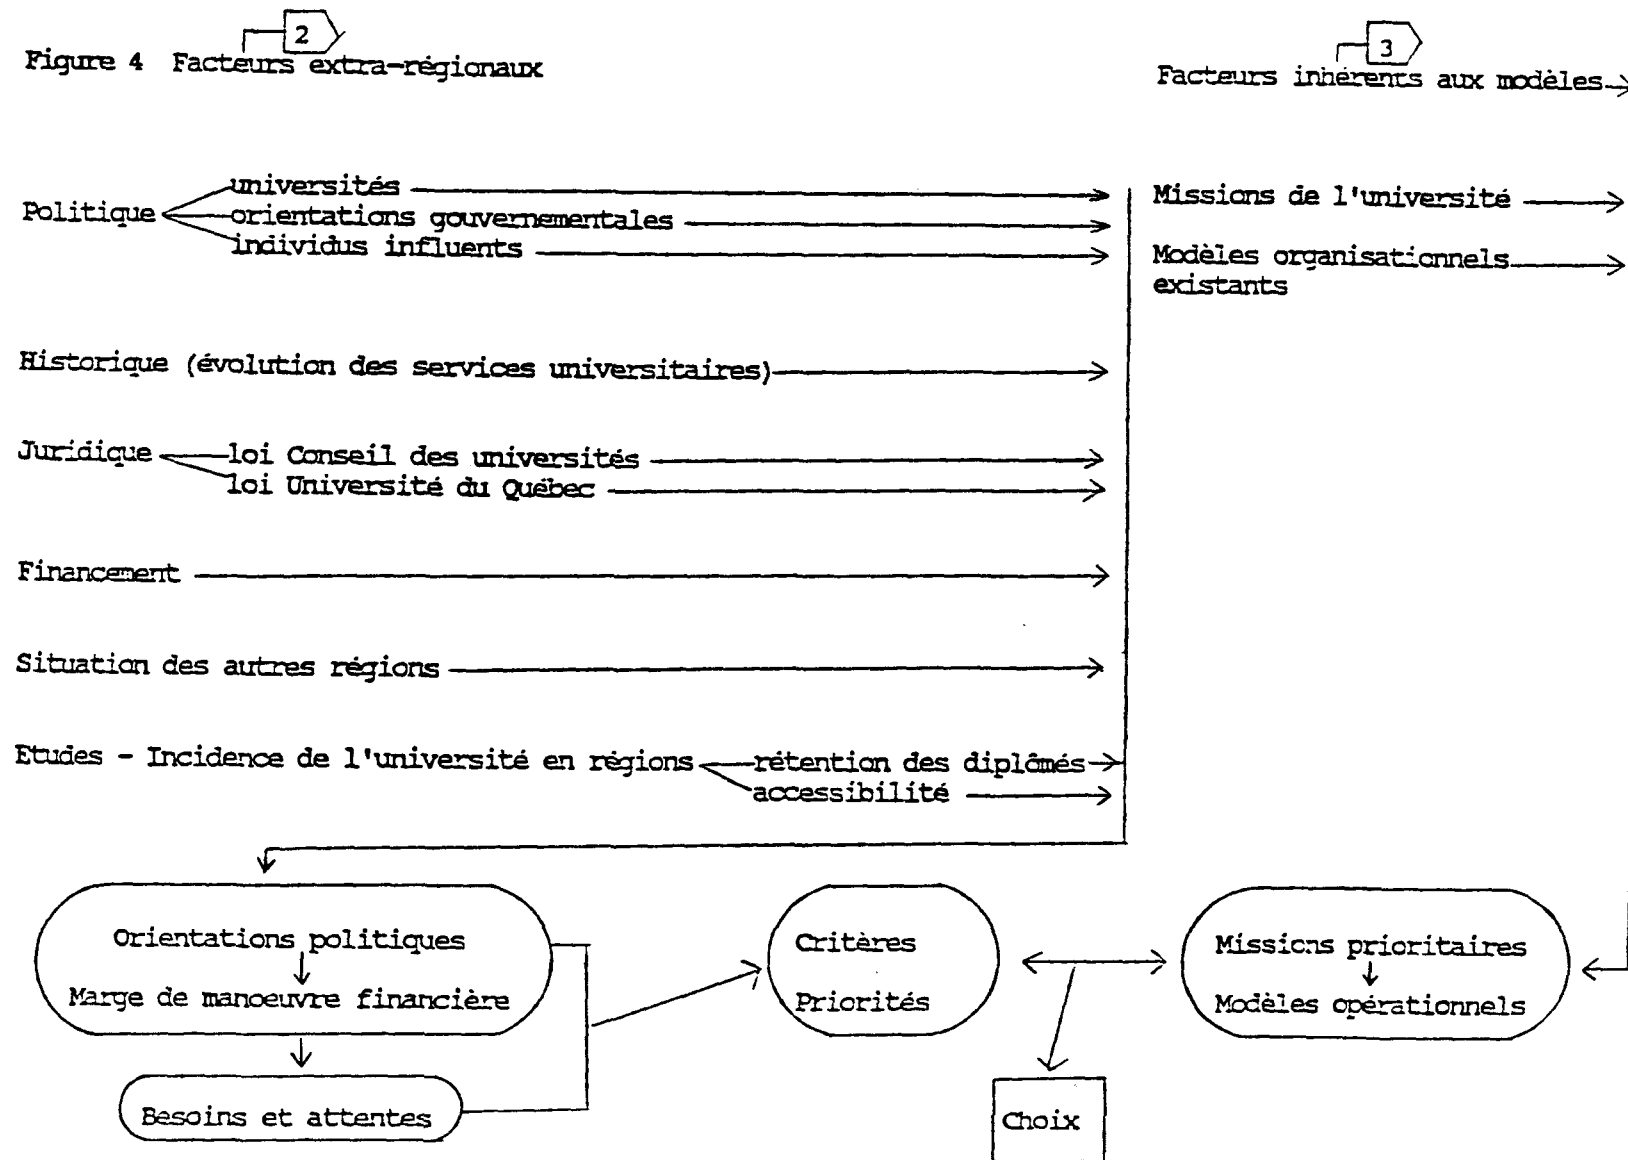 2
3
Figure 4 Facteurs extra-régionaux
Facteurs inhérents aux modèles
Politique
universités
orientations gouvernementales
individus influents
Missions de l'université
Modèles organisationnels
existants
Historique (évolution des services universitaires)
Juridique
loi Conseil des universités
loi Université du Québec
Financement
Situation des autres régions
Etudes - Incidence de l'université en régions
rétention des diplômés
accessibilité
Orientations politiques
Marge de manoeuvre financière
Besoins et attentes
Critères
Priorités
Missions prioritaires
Modèles opérationnels
Choix